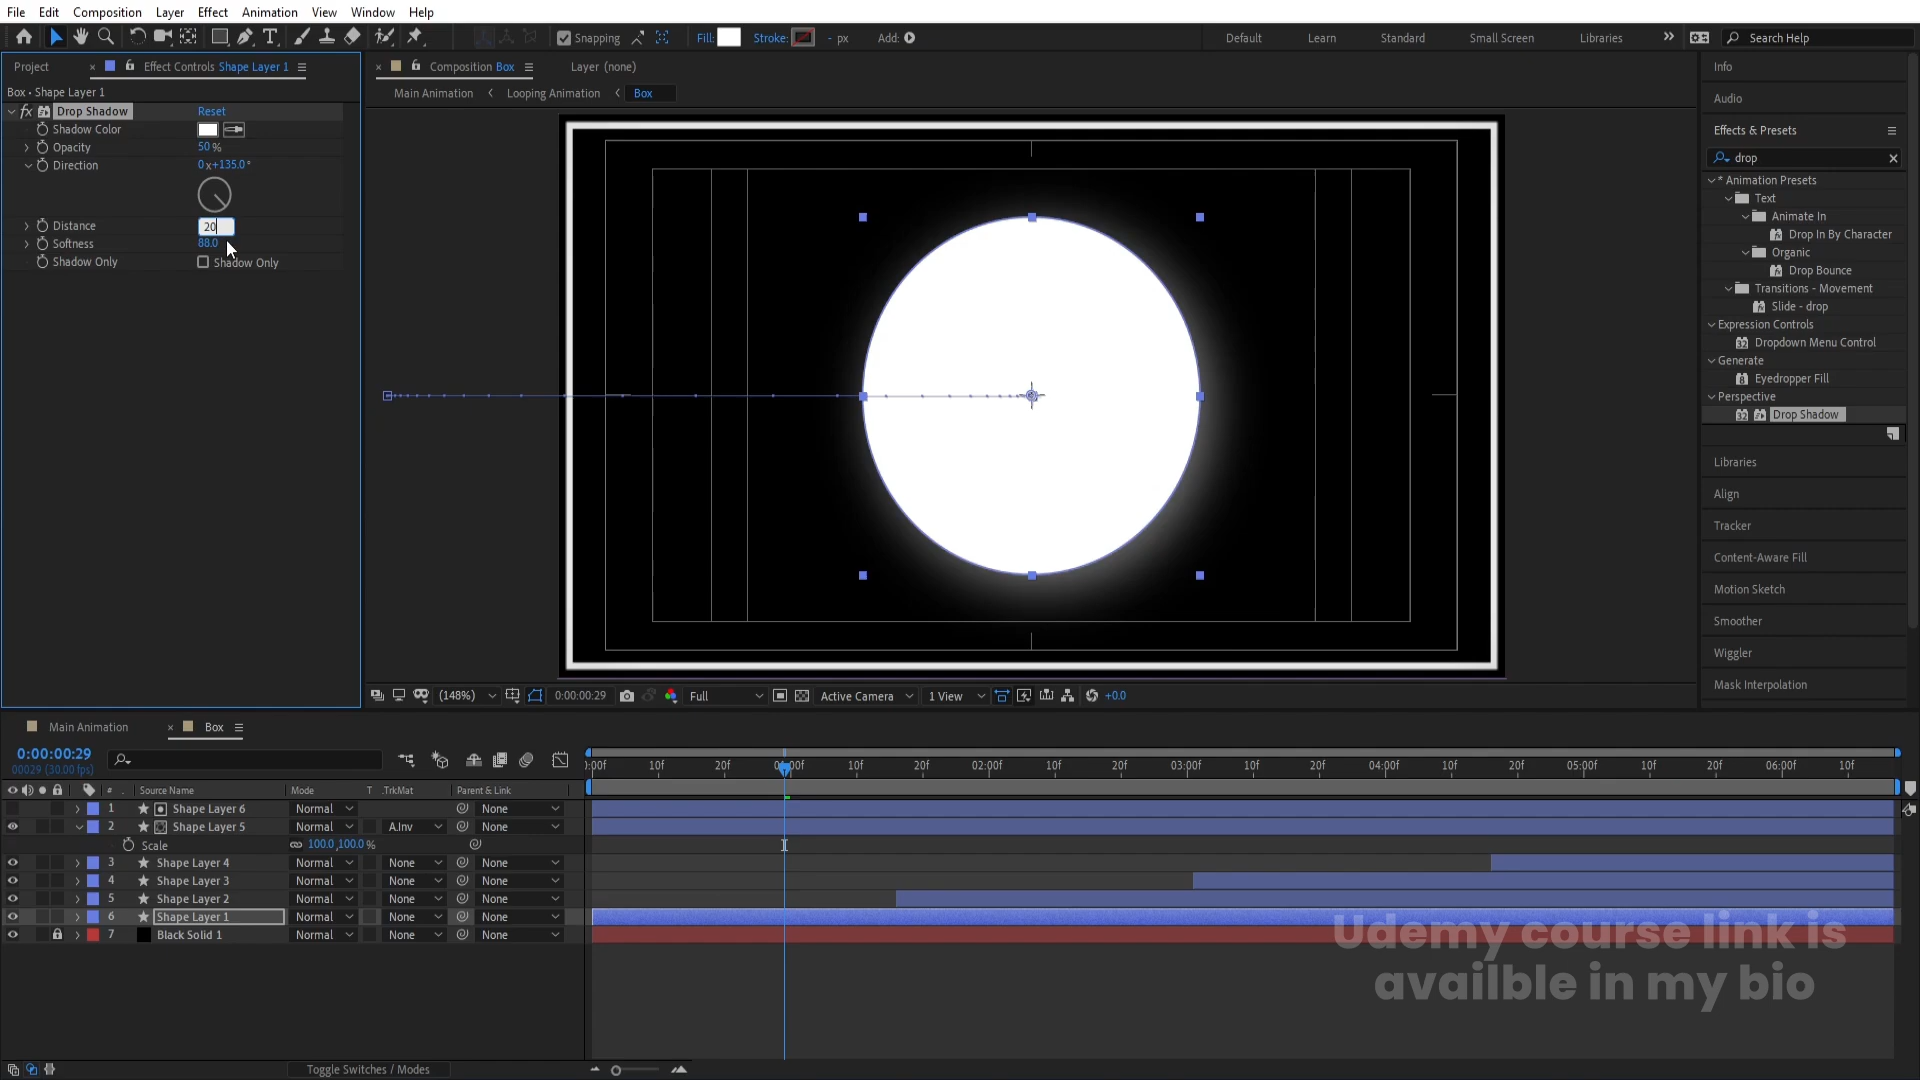 File Edit Composition Layer Effect Animation View Window Help
Snapping Fill: Stroke: - px Add: Default Learn Standard Small Screen Libraries Search Help
Project Effect Controls Shape Layer 1
Box • Shape Layer 1
fx Drop Shadow Reset
Shadow Color
Opacity 50 %
Direction 0x+135.0°
Distance 20
Softness 88.0
Shadow Only Shadow Only
Composition Box Layer (none)
Main Animation Looping Animation Box
(148%) 0:00:00:29 Full Active Camera 1 View +0.0
Info
Audio
Effects & Presets
drop
* Animation Presets
Text
Animate In
Drop In By Character
Organic
Drop Bounce
Transitions - Movement
Slide - drop
Expression Controls
Dropdown Menu Control
Generate
Eyedropper Fill
Perspective
Drop Shadow
Libraries
Align
Tracker
Content-Aware Fill
Motion Sketch
Smoother
Wiggler
Mask Interpolation
Main Animation Box
0:00:00:29
00029 (30.00 fps)
:00f 10f 20f 01:00f 10f 20f 02:00f 10f 20f 03:00f 10f 20f 04:00f 10f 20f 05:00f 10f 20f 06:00f 10f
# Source Name Mode T .TrkMat Parent & Link
1 Shape Layer 6 Normal None
2 Shape Layer 5 Normal A.Inv None
Scale 100.0,100.0 %
3 Shape Layer 4 Normal None None
4 Shape Layer 3 Normal None None
5 Shape Layer 2 Normal None None
6 Shape Layer 1 Normal None None
7 Black Solid 1 Normal None None
Udemy course link is
availble in my bio
Toggle Switches / Modes